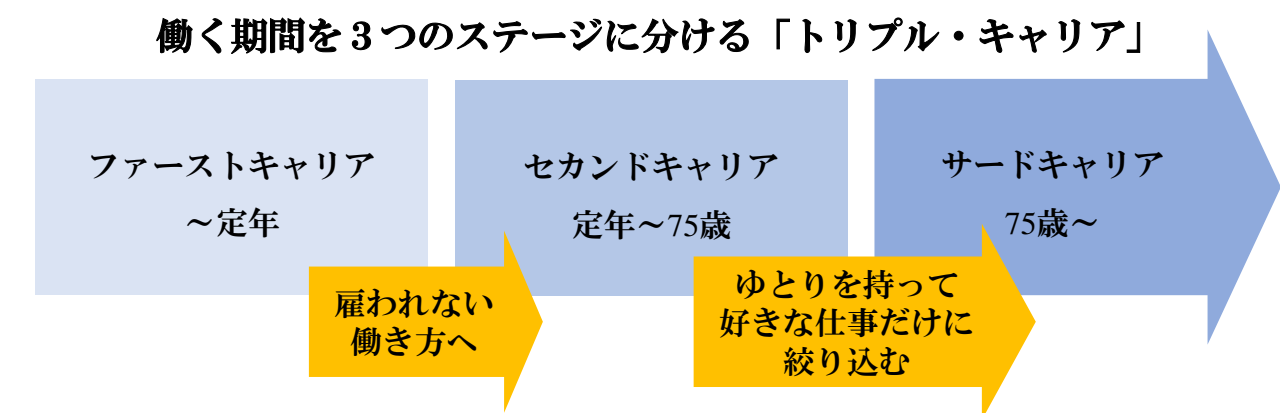 働く期間を３つのステージに分ける「トリプル・キャリア」
ファーストキャリア
～定年
セカンドキャリア
定年～75歳
サードキャリア
75歳～
雇われない
働き方へ
ゆとりを持って
好きな仕事だけに
絞り込む